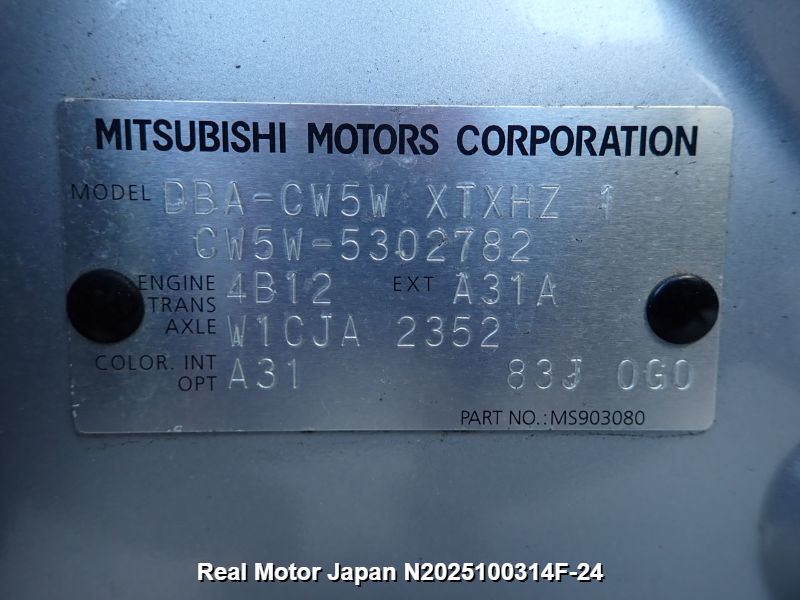 MITSUBISHI MOTORS CORPORATION
MODEL DBA-CW5W XTXHZ 1
CW5W-5302782
ENGINE 4B12 EXT A31A
TRANS
AXLE W1CJA 2352
COLOR. INT
OPT A31 83J 0G0
PART NO.:MS903080
Real Motor Japan N2025100314F-24